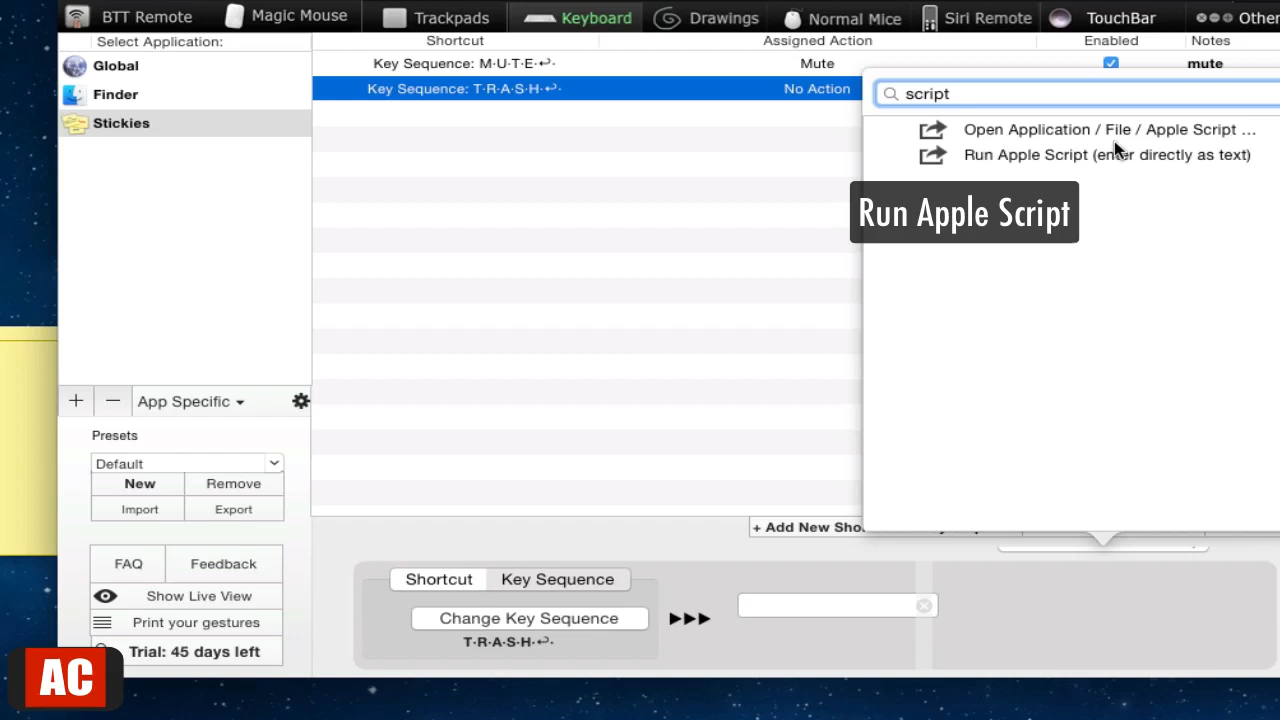 BTT Remote
Magic Mouse
Trackpads
Keyboard
Drawings
Normal Mice
Siri Remote
TouchBar
Other
Select Application:
Shortcut
Assigned Action
Enabled
Notes
Global
Finder
Stickies
Key Sequence: M·U·T·E·↩·
Mute
mute
Key Sequence: T·R·A·S·H·↩·
No Action
script
Open Application / File / Apple Script ...
Run Apple Script (enter directly as text)
Run Apple Script
App Specific
Presets
Default
New
Remove
Import
Export
+ Add New Sho
FAQ
Feedback
Show Live View
Print your gestures
Trial: 45 days left
Shortcut
Key Sequence
Change Key Sequence
T·R·A·S·H·↩·
AC